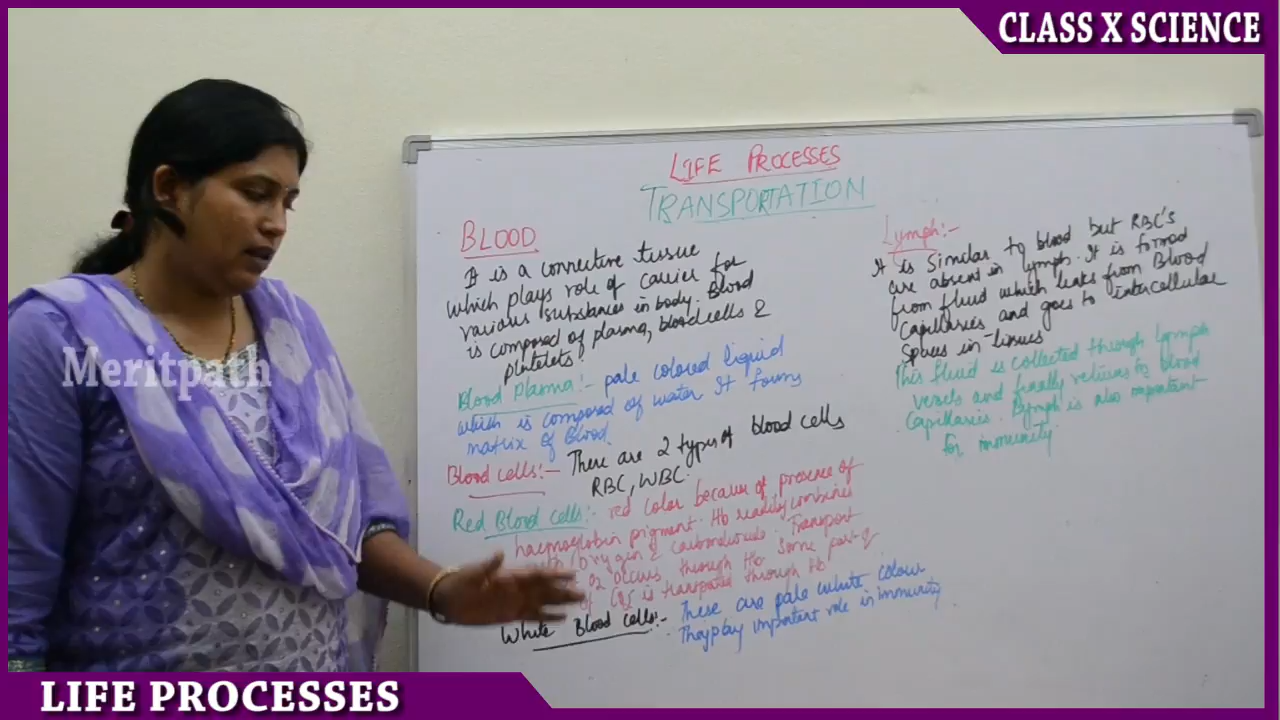 CLASS X SCIENCE
LIFE PROCESSES
TRANSPORTATION
BLOOD
It is a connective tissue
which plays role of carrier for
various substances in body. Blood
is composed of plasma, blood cells &
platelets.
Blood Plasma:- pale colored liquid
which is composed of water It forms
matrix of Blood.
Blood cells:- There are 2 types of blood cells
RBC, WBC.
Red Blood cells:- red color because of presence of
haemoglobin pigment. Hb readily combines
with oxygen & carbondioxide. Transport
O2 occurs through Hb some part of
of CO2 is transported through Hb
White Blood cells:- These are pale white colour
They play important role in immunity
Lymph:-
It is similar to blood but RBC's
are absent in lymph. It is formed
from fluid which leaks from Blood
Capillaries and goes to intercellular
Spaces in tissues
This fluid is collected through lymph
vessels and finally returns to blood
Capillaries. Lymph is also important
for immunity.
Meritpath
LIFE PROCESSES